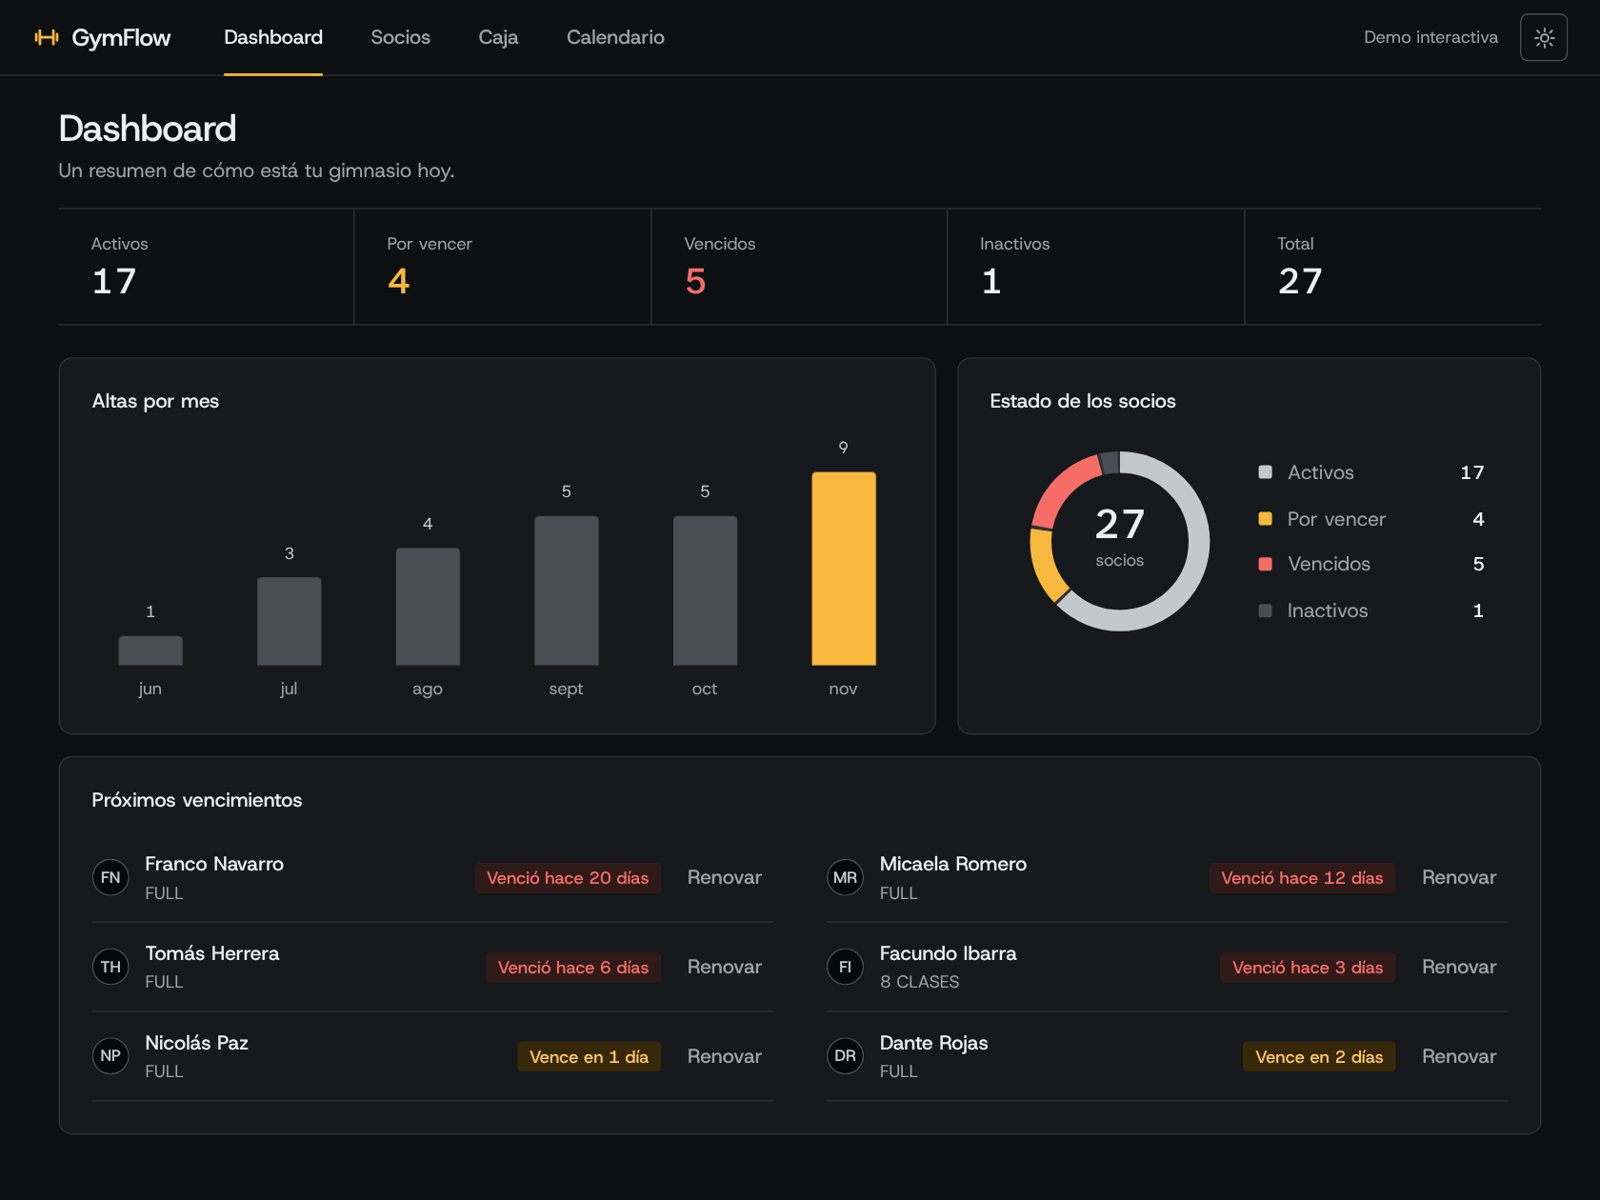 GymFlow
Dashboard
Socios
Caja
Calendario
Demo interactiva
Dashboard
Un resumen de cómo está tu gimnasio hoy.
Activos
17
Por vencer
4
Vencidos
5
Inactivos
1
Total
27
Altas por mes
1
3
4
5
5
9
jun
jul
ago
sept
oct
nov
Estado de los socios
27
socios
Activos 17
Por vencer 4
Vencidos 5
Inactivos 1
Próximos vencimientos
FN
Franco Navarro
FULL
Venció hace 20 días
Renovar
MR
Micaela Romero
FULL
Venció hace 12 días
Renovar
TH
Tomás Herrera
FULL
Venció hace 6 días
Renovar
FI
Facundo Ibarra
8 CLASES
Venció hace 3 días
Renovar
NP
Nicolás Paz
FULL
Vence en 1 día
Renovar
DR
Dante Rojas
FULL
Vence en 2 días
Renovar